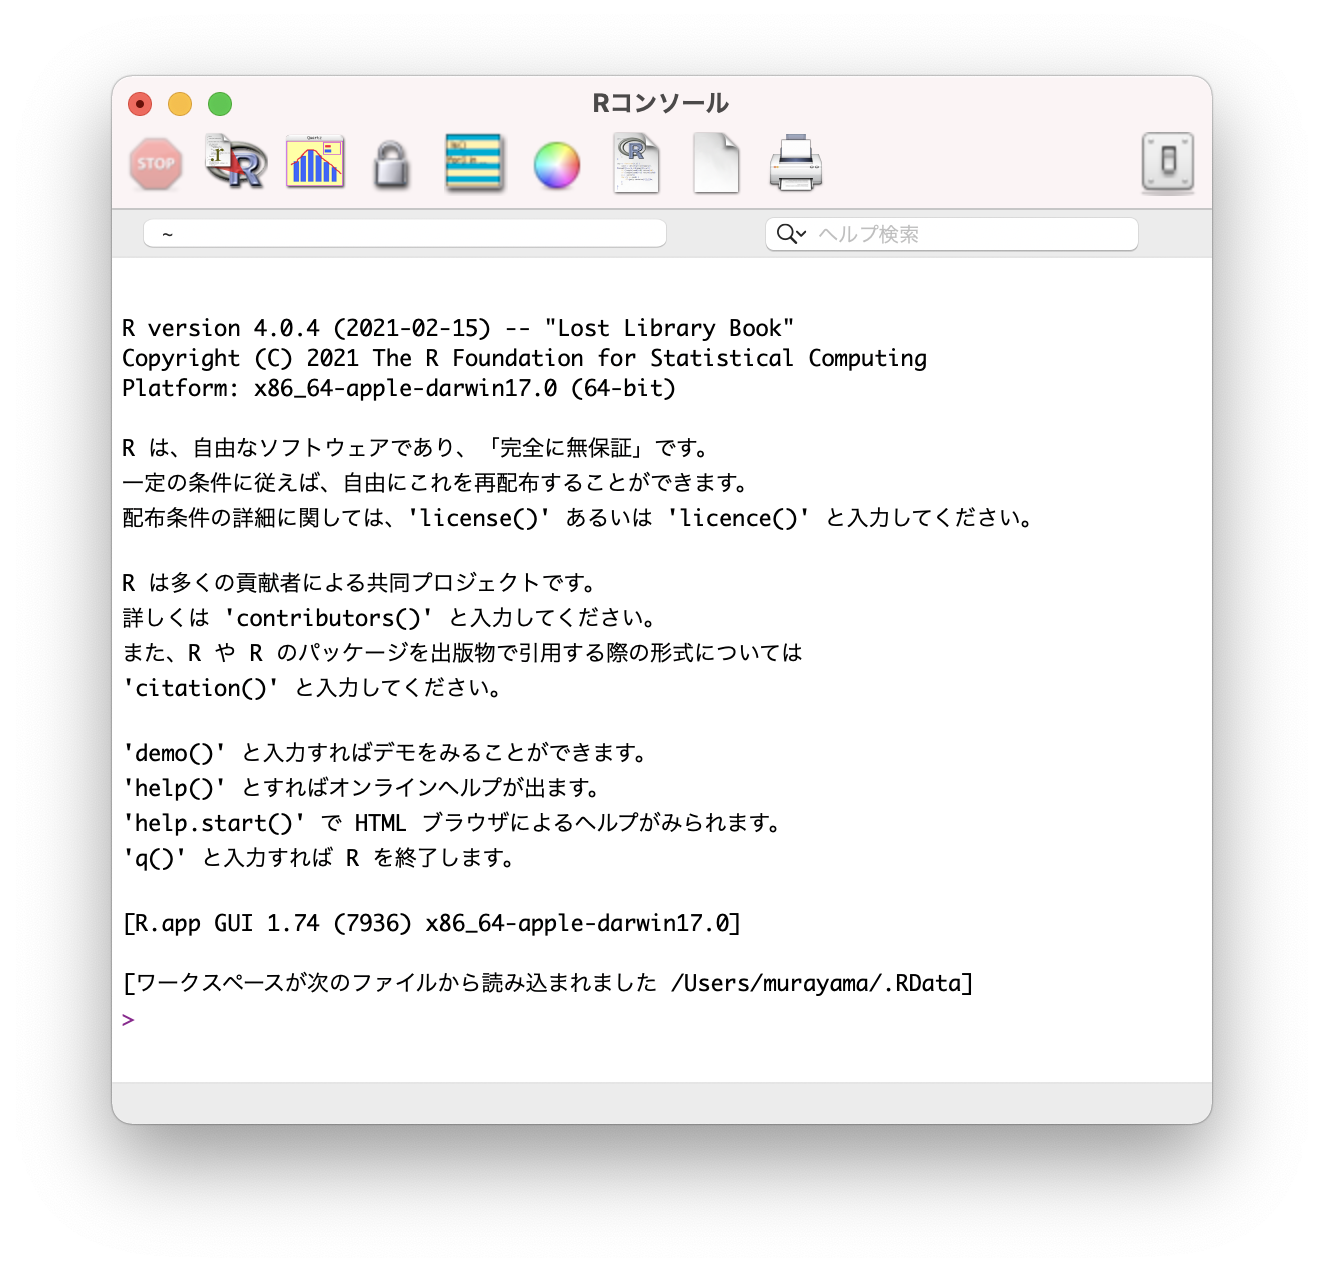 Rコンソール
STOP
~
ヘルプ検索
R version 4.0.4 (2021-02-15) -- "Lost Library Book"
Copyright (C) 2021 The R Foundation for Statistical Computing
Platform: x86_64-apple-darwin17.0 (64-bit)
R は、自由なソフトウェアであり、「完全に無保証」です。
一定の条件に従えば、自由にこれを再配布することができます。
配布条件の詳細に関しては、'license()' あるいは 'licence()' と入力してください。
R は多くの貢献者による共同プロジェクトです。
詳しくは 'contributors()' と入力してください。
また、R や R のパッケージを出版物で引用する際の形式については
'citation()' と入力してください。
'demo()' と入力すればデモをみることができます。
'help()' とすればオンラインヘルプが出ます。
'help.start()' で HTML ブラウザによるヘルプがみられます。
'q()' と入力すれば R を終了します。
[R.app GUI 1.74 (7936) x86_64-apple-darwin17.0]
[ワークスペースが次のファイルから読み込まれました /Users/murayama/.RData]
>